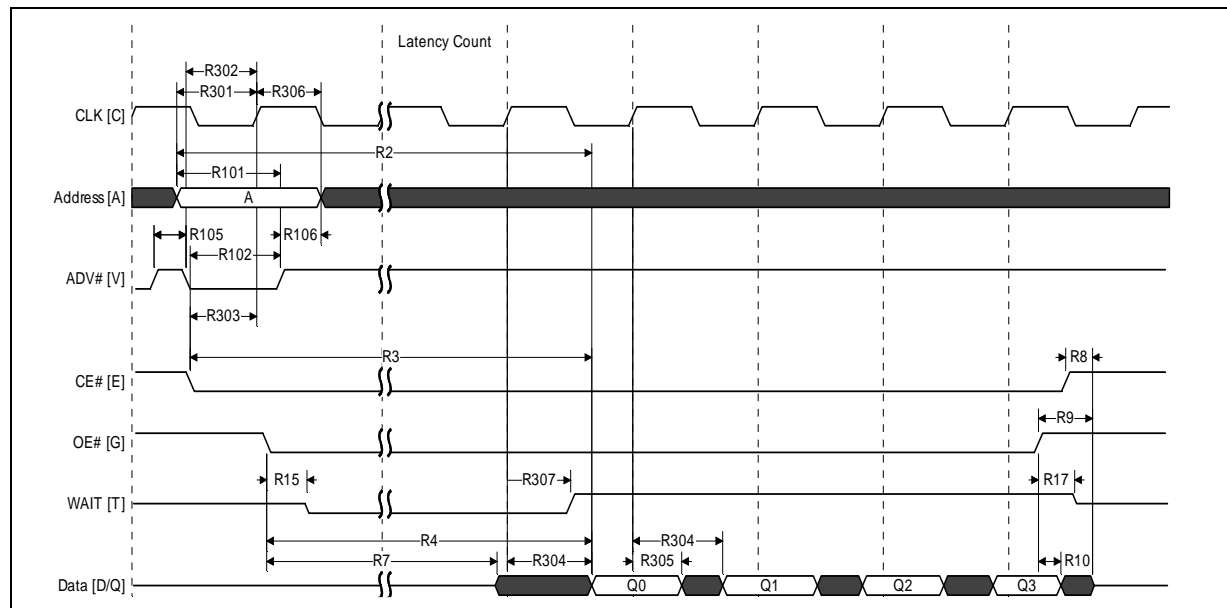 Latency Count
R302
R301 R306
CLK [C]
R2
R101
Address [A] A
R105 R106
R102
ADV# [V]
R303
R3 R8
CE# [E]
R9
OE# [G]
R15 R307 R17
WAIT [T]
R4 R304
R7 R304 R305 R10
Data [D/Q] Q0 Q1 Q2 Q3